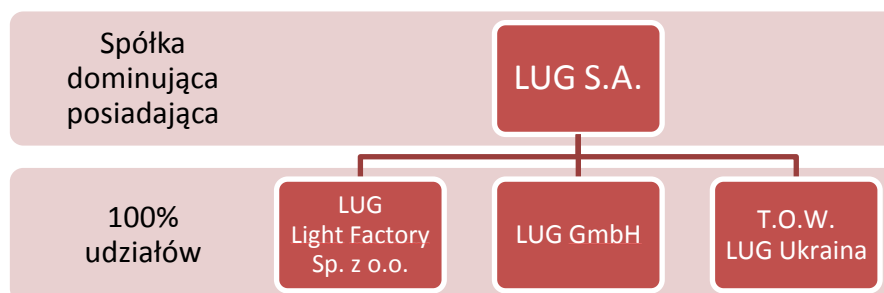 Spółka
dominująca
posiadająca
LUG S.A.
100%
udziałów
LUG
Light Factory
Sp. z o.o.
LUG GmbH
T.O.W.
LUG Ukraina